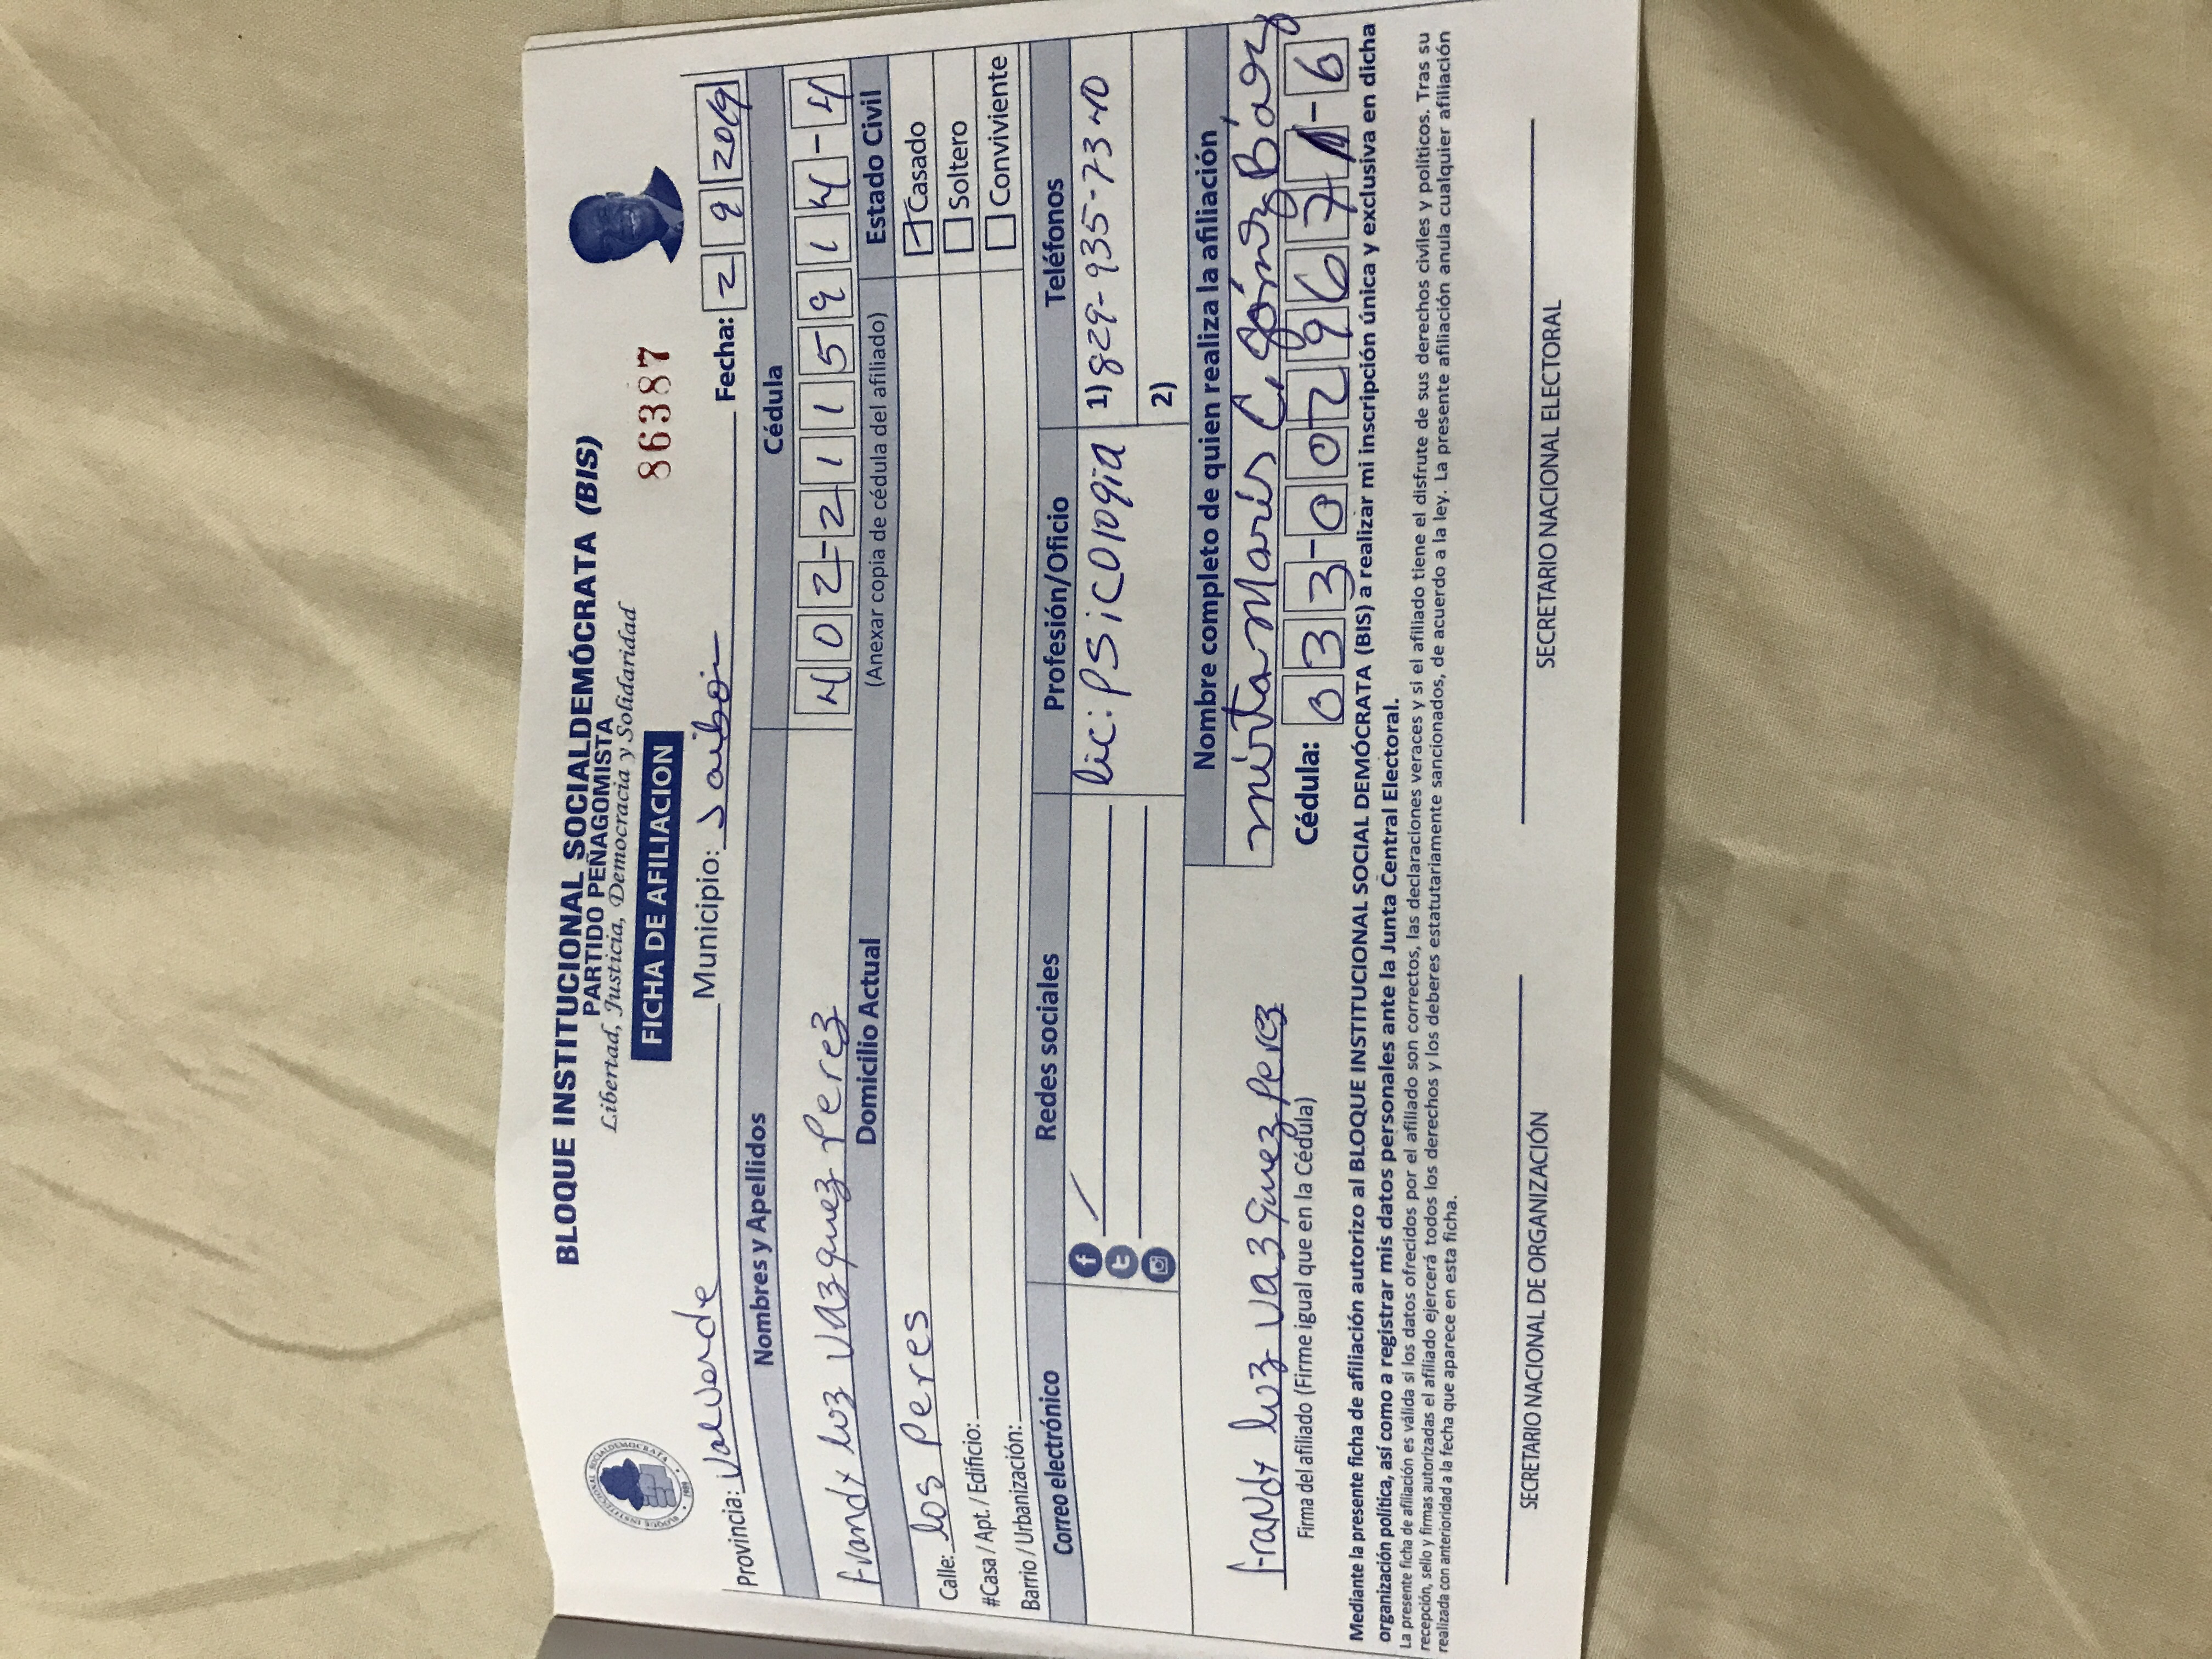 BLOQUE INSTITUCIONAL SOCIALDEMÓCRATA (BIS)
PARTIDO PEÑAGOMISTA
Libertad, Justicia, Democracia y Solidaridad
86387
FICHA DE AFILIACION
Provincia: Valverde Municipio: Fecha: 2 9 2019
Nombres y Apellidos Cédula
frandy luz Vazquez Perez 402-2115914-4
Domicilio Actual (Anexar copia de cédula del afiliado) Estado Civil
Calle: los Peres Casado
#Casa / Apt. / Edificio: Soltero
Barrio / Urbanización: Conviviente
Correo electrónico Redes sociales Profesión/Oficio Teléfonos
lic: PSicologia 1) 829-935-7340
2)
Nombre completo de quien realiza la afiliación
frandy luz Vazquez Perez mirta Maris C. Gómez Báez
Firma del afiliado (Firme igual que en la Cédula) Cédula: 033-0029671-6
Mediante la presente ficha de afiliación autorizo al BLOQUE INSTITUCIONAL SOCIAL DEMÓCRATA (BIS) a realizar mi inscripción única y exclusiva en dicha
organización política, así como a registrar mis datos personales ante la Junta Central Electoral.
La presente ficha de afiliación es válida si los datos ofrecidos por el afiliado son correctos, las declaraciones veraces y si el afiliado tiene el disfrute de sus derechos civiles y políticos. Tras su
recepción, sello y firmas autorizadas el afiliado ejercerá todos los derechos y los deberes estatutariamente sancionados, de acuerdo a la ley. La presente afiliación anula cualquier afiliación
realizada con anterioridad a la fecha que aparece en esta ficha.
SECRETARIO NACIONAL DE ORGANIZACIÓN SECRETARIO NACIONAL ELECTORAL